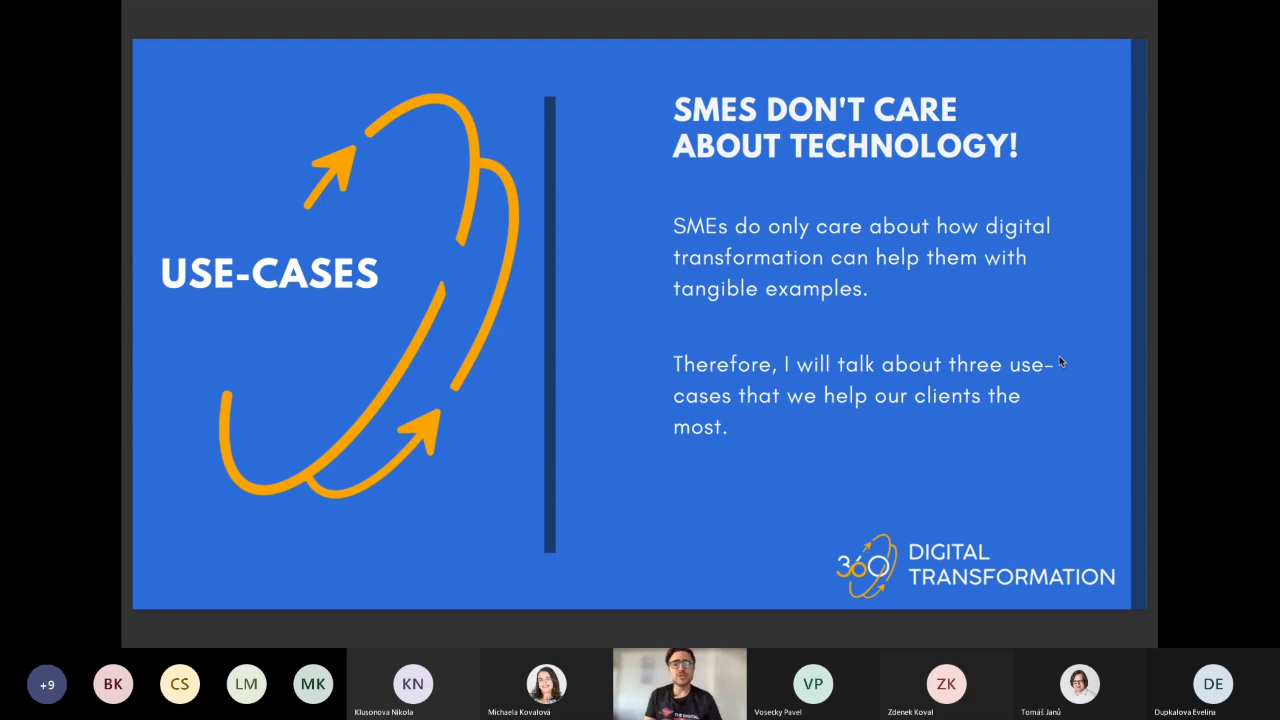 USE-CASES
SMES DON'T CARE
ABOUT TECHNOLOGY!
SMEs do only care about how digital
transformation can help them with
tangible examples.
Therefore, I will talk about three use-
cases that we help our clients the
most.
360 DIGITAL
TRANSFORMATION
+9
BK
CS
LM
MK
KN
Klusonova Nikola
Michaela Kovalová
THE DIGITAL
VP
Vosecky Pavel
ZK
Zdenek Koval
Tomáš Janů
DE
Dupkalova Evelina